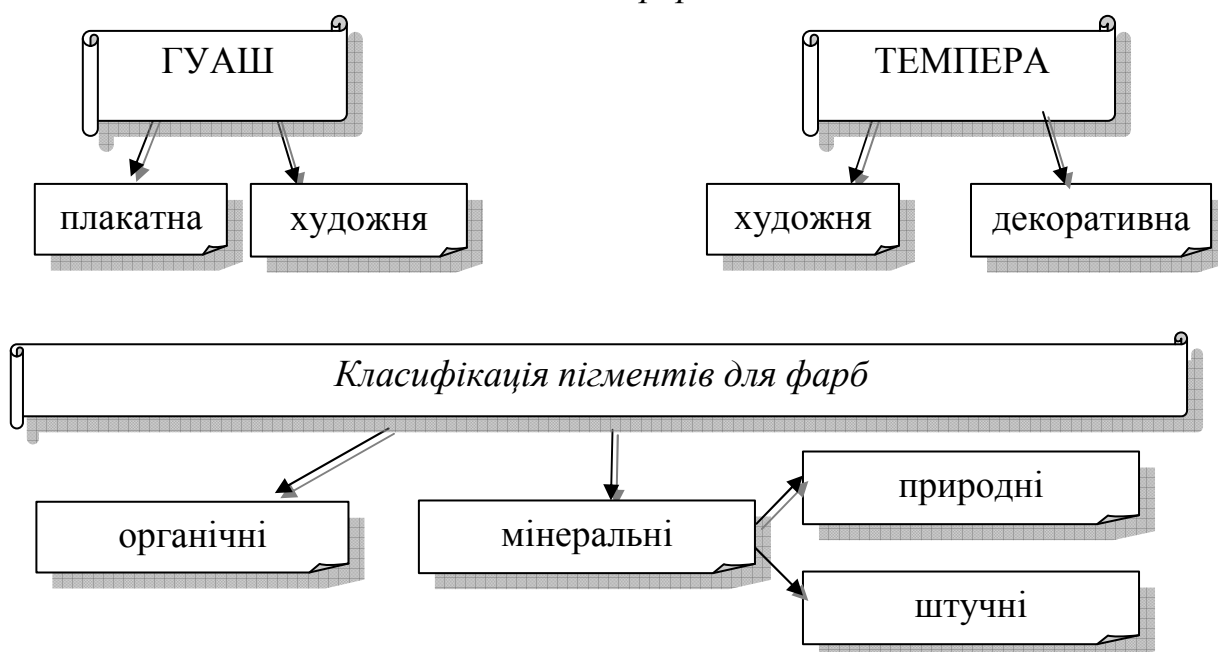 ГУАШ
ТЕМПЕРА
плакатна
художня
художня
декоративна
Класифікація пігментів для фарб
органічні
мінеральні
природні
штучні